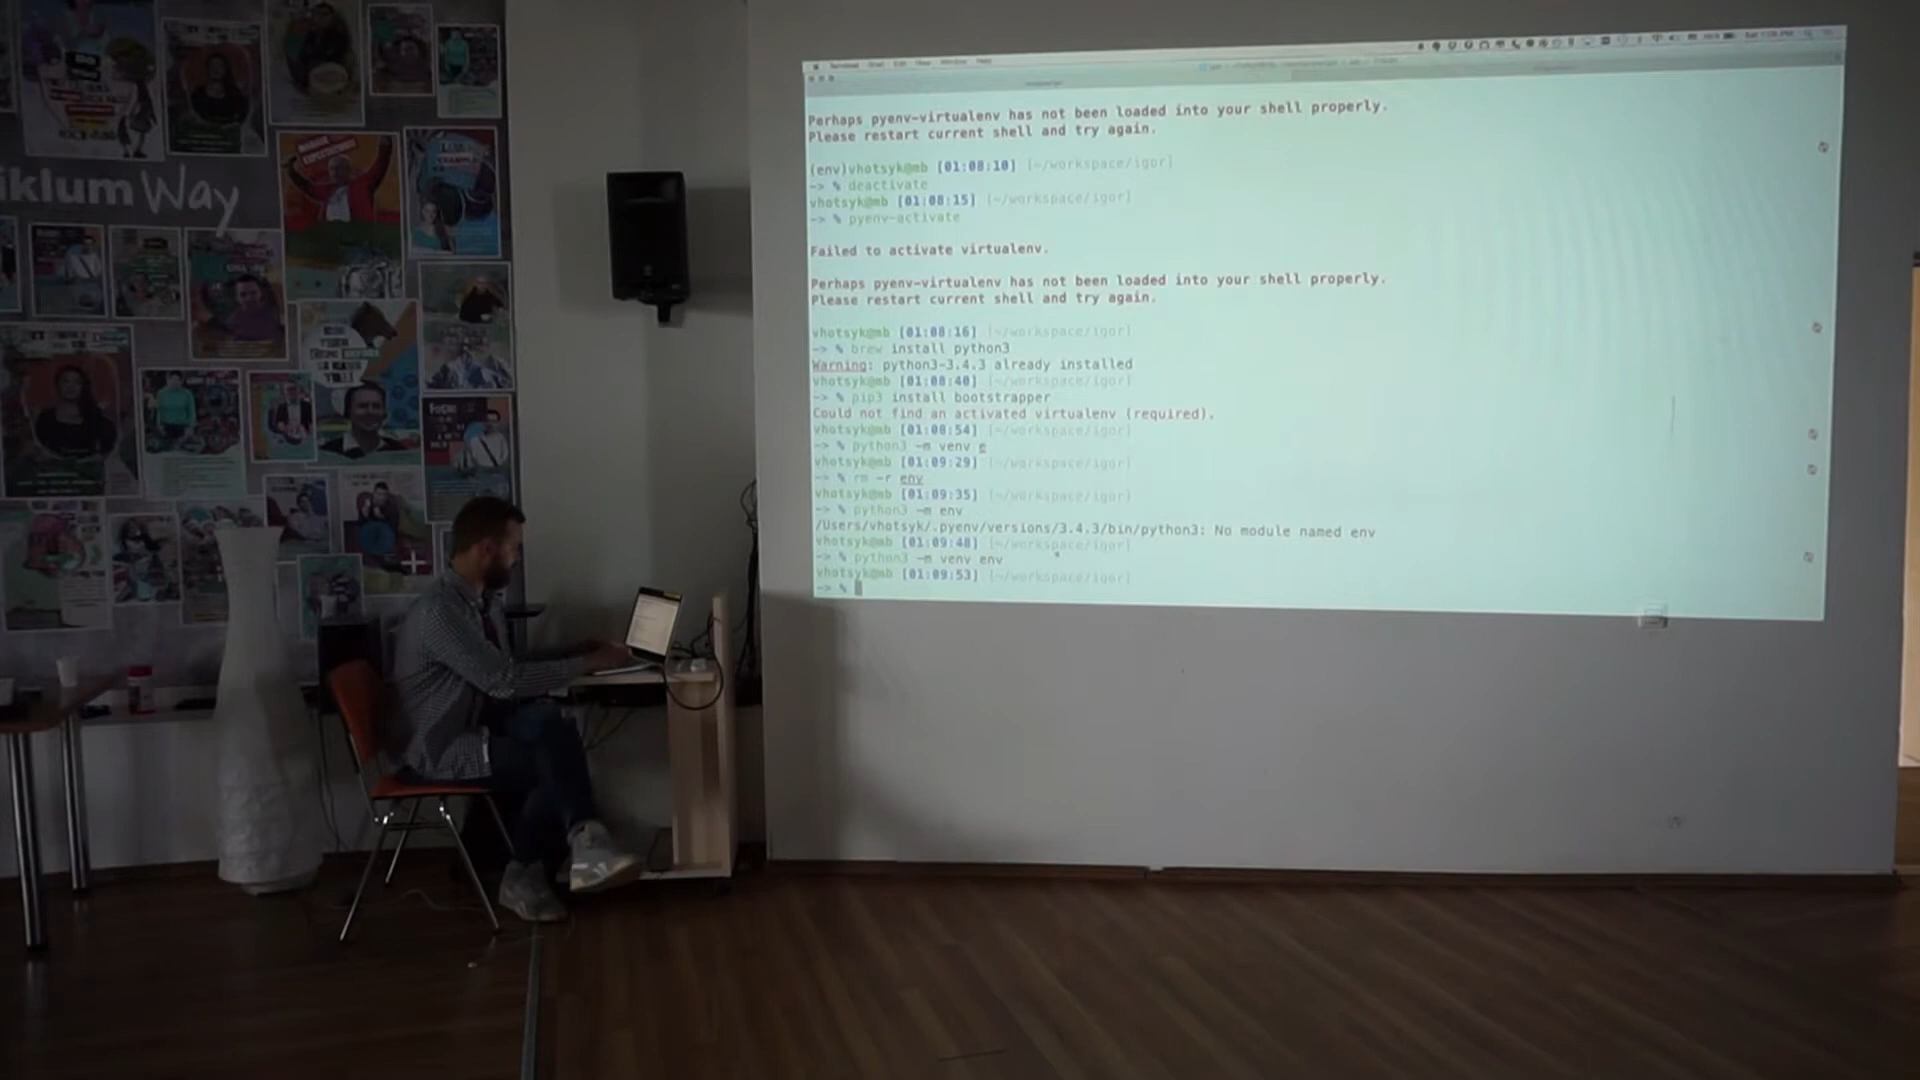 iklum Way
Perhaps pyenv-virtualenv has not been loaded into your shell properly.
Please restart current shell and try again.
(env)vhotsyk@mb [01:08:10] [~/workspace/igor]
-> % deactivate
vhotsyk@mb [01:08:15] [~/workspace/igor]
-> % pyenv-activate
Failed to activate virtualenv.
Perhaps pyenv-virtualenv has not been loaded into your shell properly.
Please restart current shell and try again.
vhotsyk@mb [01:08:16] [~/workspace/igor]
-> % brew install python3
Warning: python3-3.4.3 already installed
vhotsyk@mb [01:08:40] [~/workspace/igor]
-> % pip3 install bootstrapper
Could not find an activated virtualenv (required).
vhotsyk@mb [01:08:54] [~/workspace/igor]
-> % python3 -m venv e
vhotsyk@mb [01:09:29] [~/workspace/igor]
-> % rm -r env
vhotsyk@mb [01:09:35] [~/workspace/igor]
-> % python3 -m env
/Users/vhotsyk/.pyenv/versions/3.4.3/bin/python3: No module named env
vhotsyk@mb [01:09:48] [~/workspace/igor]
-> % python3 -m venv env
vhotsyk@mb [01:09:53] [~/workspace/igor]
-> %